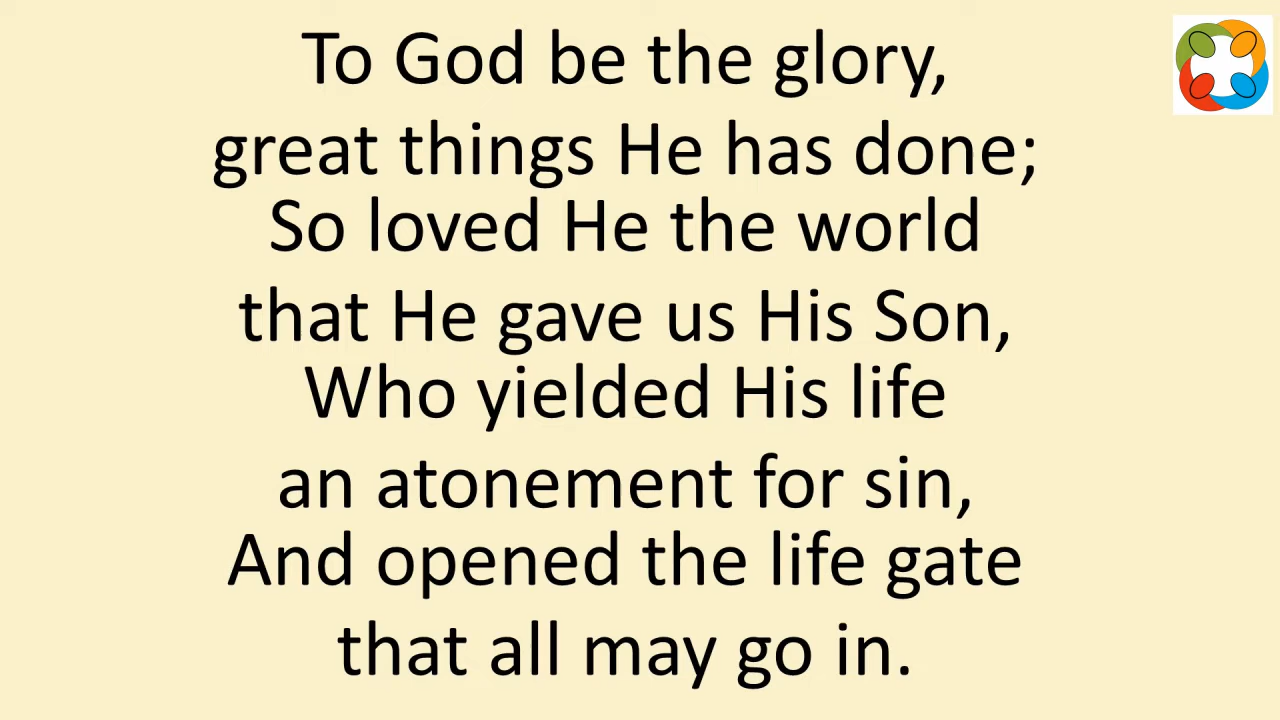 To God be the glory,
great things He has done;
So loved He the world
that He gave us His Son,
Who yielded His life
an atonement for sin,
And opened the life gate
that all may go in.